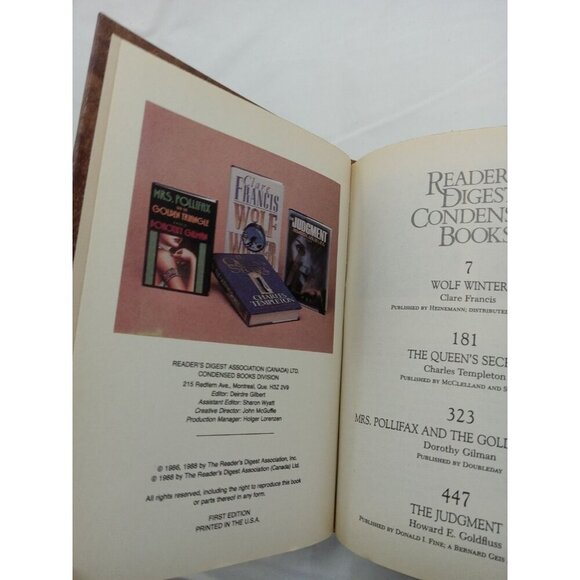 MRS. POLLIFAX
AND THE
GOLDEN TRIANGLE
DOROTHY GILMAN
Clare
FRANCIS
WOLF
WINTER
THE
JUDGMENT
CHARLES
TEMPLETON
READER'S DIGEST ASSOCIATION (CANADA) LTD.
CONDENSED BOOKS DIVISION
215 Redfern Ave., Montreal, Que. H3Z 2V9
Editor: Deirdre Gilbert
Assistant Editor: Sharon Wyatt
Creative Director: John McGuffie
Production Manager: Holger Lorenzen
© 1986, 1988 by The Reader's Digest Association, Inc.
© 1988 by The Reader's Digest Association (Canada) Ltd.
All rights reserved, including the right to reproduce this book
or parts thereof in any form.
FIRST EDITION
PRINTED IN THE U.S.A.
READER'
DIGEST
CONDENSE
BOOKS
7
WOLF WINTER
Clare Francis
PUBLISHED BY HEINEMANN; DISTRIBUTED
181
THE QUEEN'S SECR
Charles Templeton
PUBLISHED BY MCCLELLAND AND S
323
MRS. POLLIFAX AND THE GOLD
Dorothy Gilman
PUBLISHED BY DOUBLEDAY
447
THE JUDGMENT
Howard E. Goldfluss
PUBLISHED BY DONALD I. FINE; A BERNARD GEIS